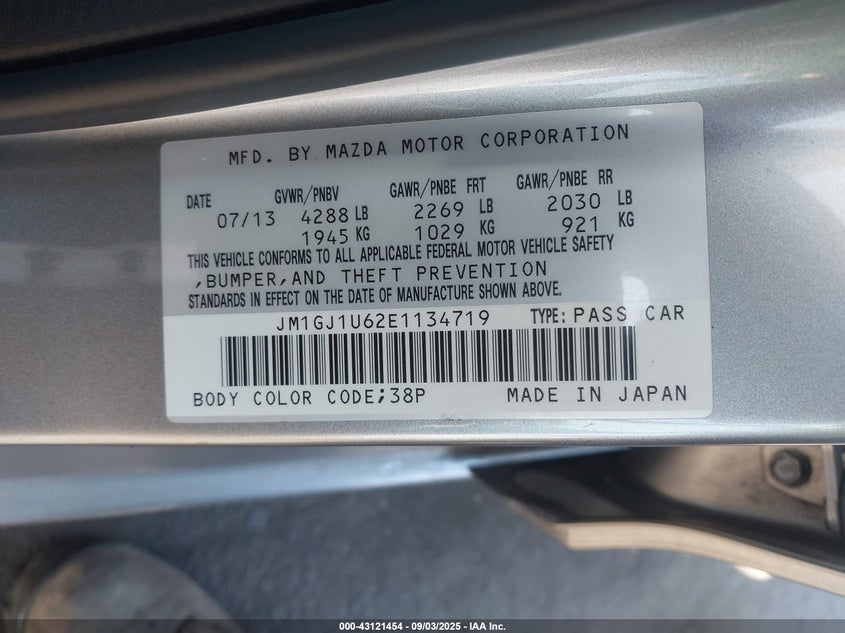 MFD. BY MAZDA MOTOR CORPORATION
DATE GVWR/PNBV GAWR/PNBE FRT GAWR/PNBE RR
07/13 4288 LB 2269 LB 2030 LB
1945 KG 1029 KG 921 KG
THIS VEHICLE CONFORMS TO ALL APPLICABLE FEDERAL MOTOR VEHICLE SAFETY
,BUMPER,AND THEFT PREVENTION
STANDARDS IN EFFECT ON THE DATE OF MANUFACTURE SHOWN ABOVE.
JM1GJ1U62E1134719 TYPE: PASS CAR
BODY COLOR CODE;38P MADE IN JAPAN
000-43121454 - 09/03/2025 - IAA Inc.